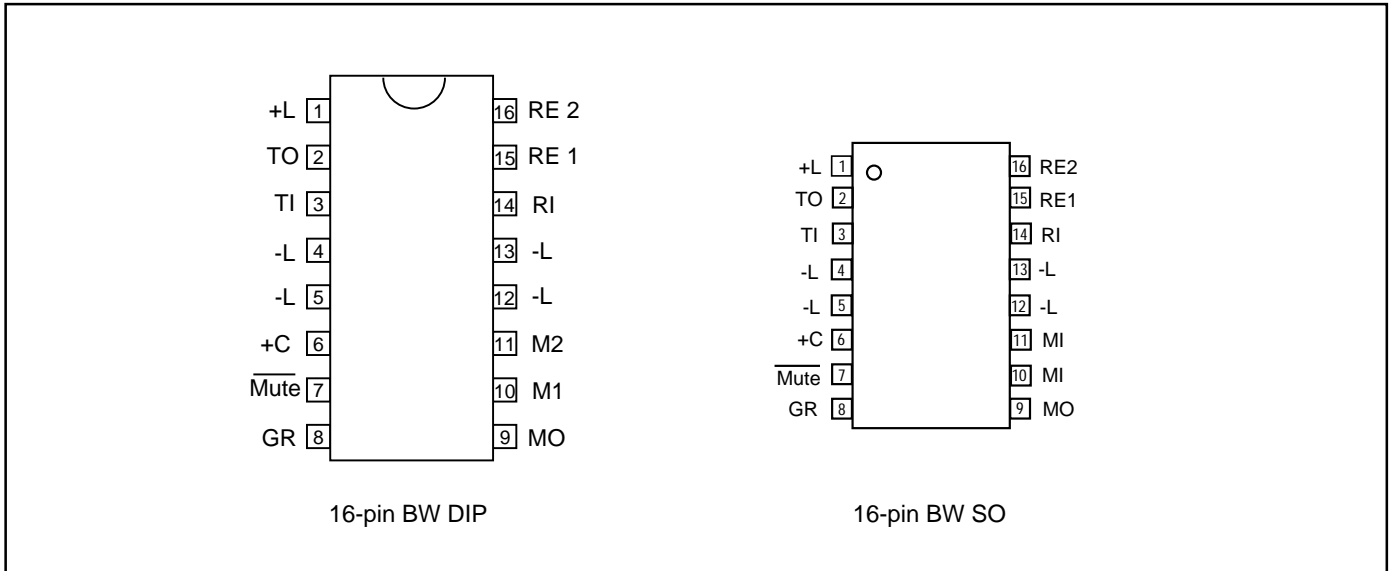 +L 1 16 RE 2
TO 2 15 RE 1
TI 3 14 RI
-L 4 13 -L
-L 5 12 -L
+C 6 11 M2
Mute 7 10 M1
GR 8 9 MO
16-pin BW DIP
+L 1 16 RE2
TO 2 15 RE1
TI 3 14 RI
-L 4 13 -L
-L 5 12 -L
+C 6 11 MI
Mute 7 10 MI
GR 8 9 MO
16-pin BW SO